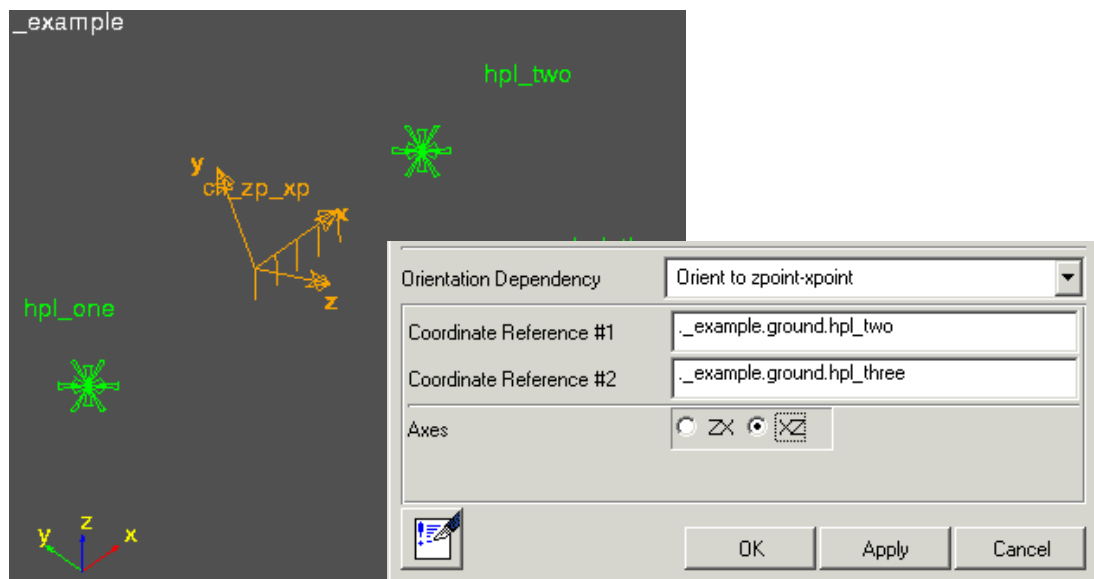 _example
hpl_two
y
cfs_zp_xp
x
z
hpl_one
z
y
x
Orientation Dependency
Orient to zpoint-xpoint
Coordinate Reference #1
._example.ground.hpl_two
Coordinate Reference #2
._example.ground.hpl_three
Axes
ZX
XZ
OK
Apply
Cancel